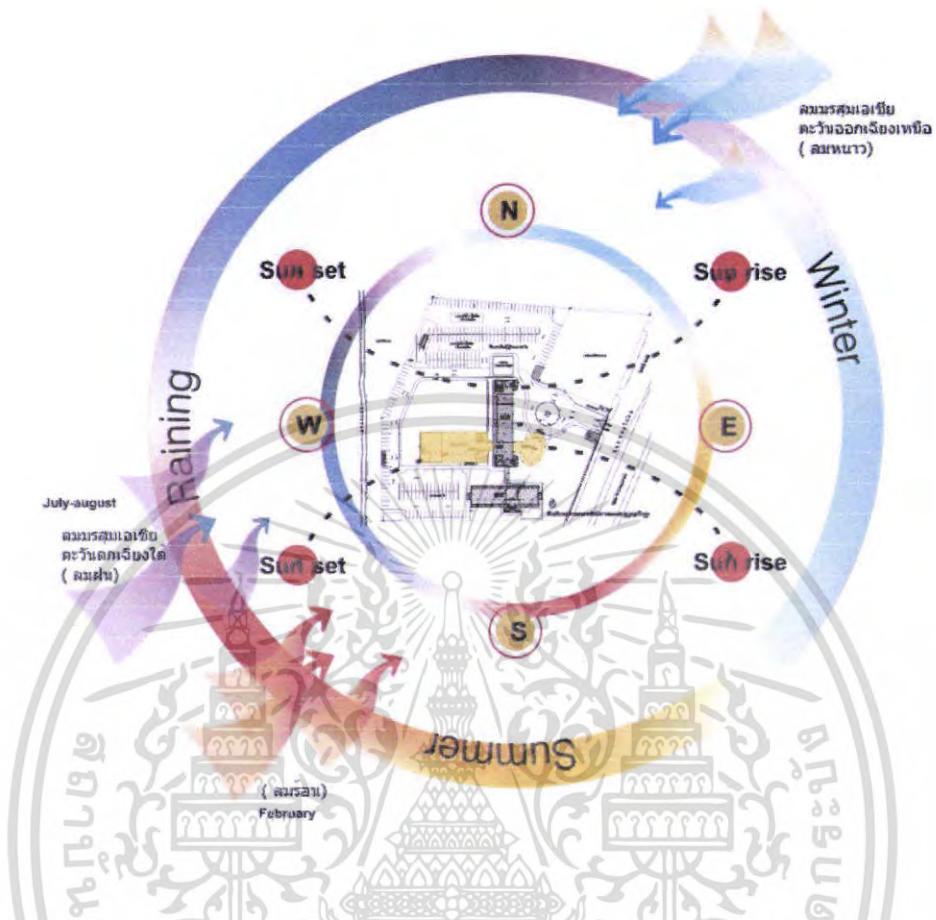 ลมมรสุมเอเชีย
ตะวันออกเฉียงเหนือ
( ลมหนาว)
N
Sun set
Sun rise
Winter
W
E
Raining
July-august
ลมมรสุมเอเชีย
ตะวันตกเฉียงใต้
( ลมฝน)
Sun set
Sun rise
S
Summer
( ลมร้อน)
February